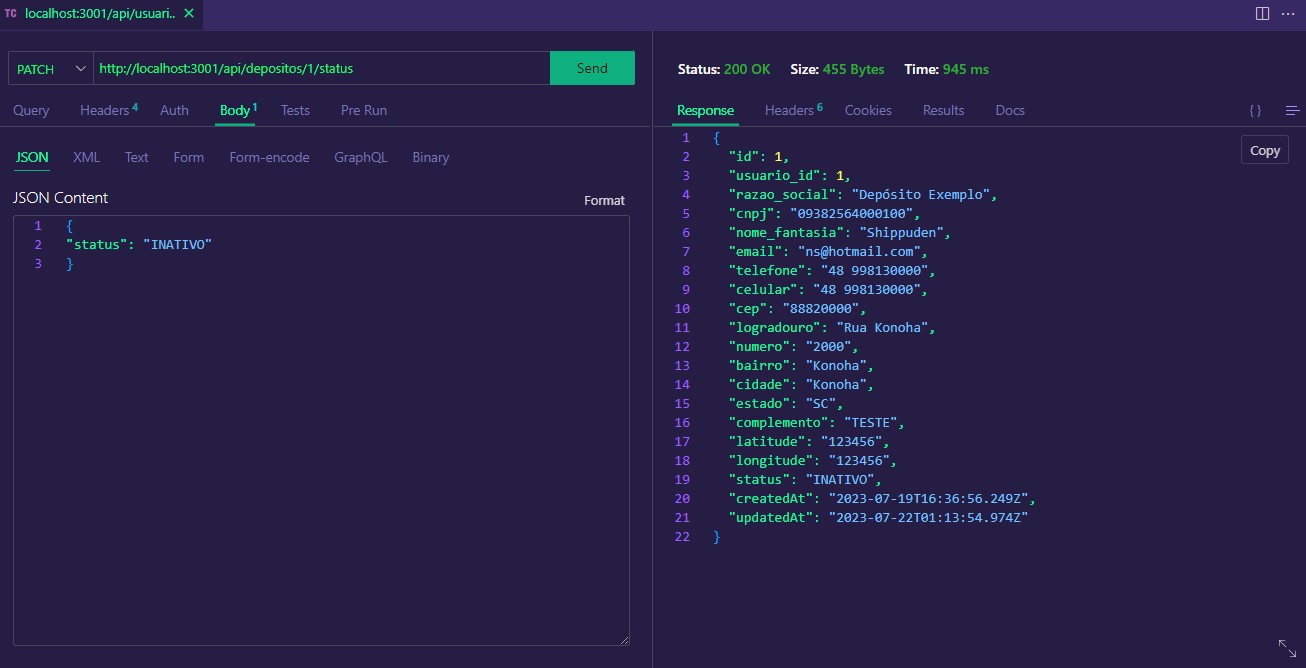 TC localhost:3001/api/usuari..
PATCH http://localhost:3001/api/depositos/1/status Send
Query Headers 4 Auth Body 1 Tests Pre Run
JSON XML Text Form Form-encode GraphQL Binary
JSON Content Format
1 {
2 "status": "INATIVO"
3 }
Status: 200 OK Size: 455 Bytes Time: 945 ms
Response Headers 6 Cookies Results Docs { }
Copy
1 {
2 "id": 1,
3 "usuario_id": 1,
4 "razao_social": "Depósito Exemplo",
5 "cnpj": "09382564000100",
6 "nome_fantasia": "Shippuden",
7 "email": "ns@hotmail.com",
8 "telefone": "48 998130000",
9 "celular": "48 998130000",
10 "cep": "88820000",
11 "logradouro": "Rua Konoha",
12 "numero": "2000",
13 "bairro": "Konoha",
14 "cidade": "Konoha",
15 "estado": "SC",
16 "complemento": "TESTE",
17 "latitude": "123456",
18 "longitude": "123456",
19 "status": "INATIVO",
20 "createdAt": "2023-07-19T16:36:56.249Z",
21 "updatedAt": "2023-07-22T01:13:54.974Z"
22 }